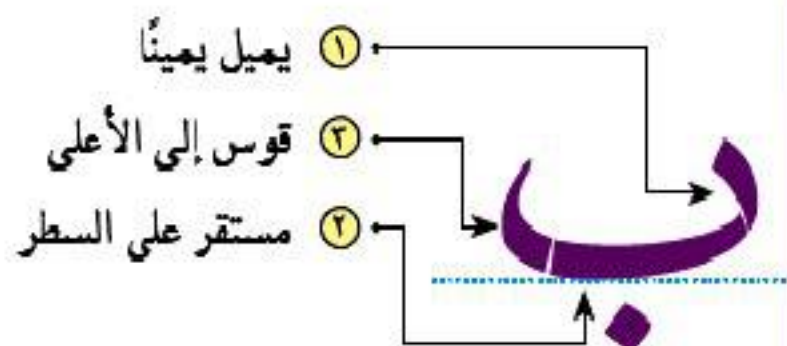 ١ يميل يمينًا
٣ قوس إلي الأعلي
٢ مستقر علي السطر
ب